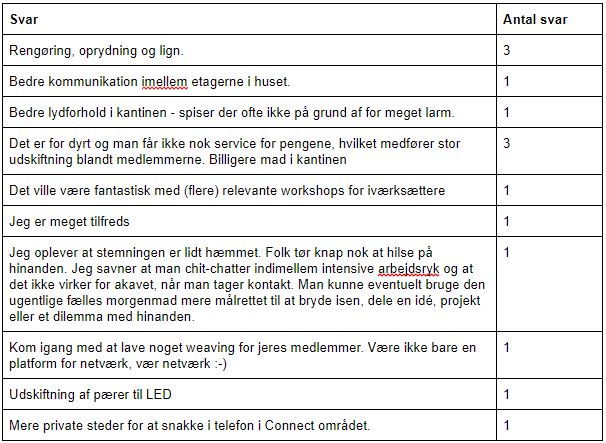 Svar
Antal svar
Rengøring, oprydning og lign.
3
Bedre kommunikation imellem etagerne i huset.
1
Bedre lydforhold i kantinen - spiser der ofte ikke på grund af for meget larm.
1
Det er for dyrt og man får ikke nok service for pengene, hvilket medfører stor
udskiftning blandt medlemmerne. Billigere mad i kantinen
3
Det ville være fantastisk med (flere) relevante workshops for iværksættere
1
Jeg er meget tilfreds
1
Jeg oplever at stemningen er lidt hæmmet. Folk tør knap nok at hilse på
hinanden. Jeg savner at man chit-chatter indimellem intensive arbejdsryk og at
det ikke virker for akavet, når man tager kontakt. Man kunne eventuelt bruge den
ugentlige fælles morgenmad mere målrettet til at bryde isen, dele en idé, projekt
eller et dilemma med hinanden.
1
Kom igang med at lave noget weaving for jeres medlemmer. Være ikke bare en
platform for netværk, vær netværk :-)
1
Udskiftning af pærer til LED
1
Mere private steder for at snakke i telefon i Connect området.
1